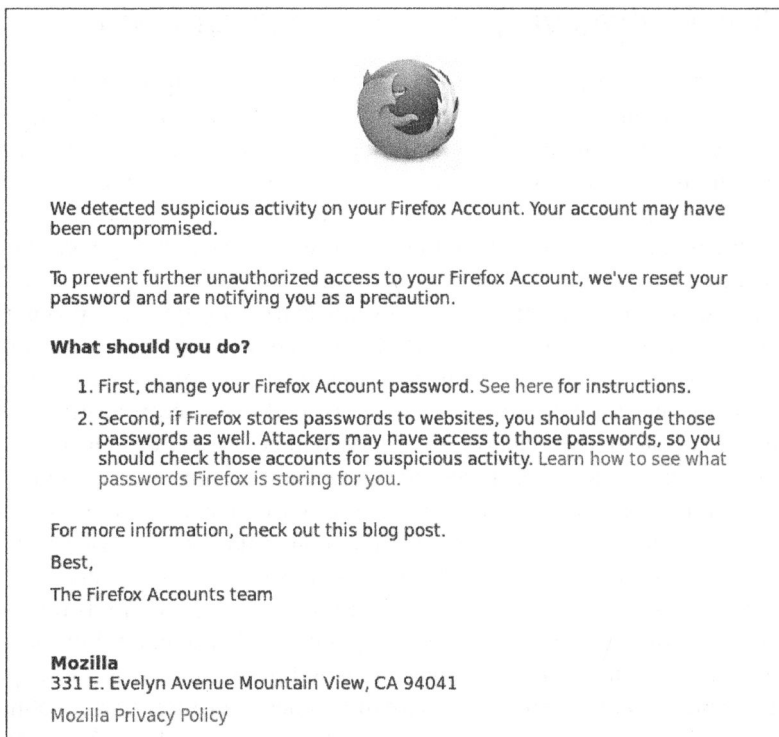 We detected suspicious activity on your Firefox Account. Your account may have
been compromised.
To prevent further unauthorized access to your Firefox Account, we've reset your
password and are notifying you as a precaution.
What should you do?
1. First, change your Firefox Account password. See here for instructions.
2. Second, if Firefox stores passwords to websites, you should change those
passwords as well. Attackers may have access to those passwords, so you
should check those accounts for suspicious activity. Learn how to see what
passwords Firefox is storing for you.
For more information, check out this blog post.
Best,
The Firefox Accounts team
Mozilla
331 E. Evelyn Avenue Mountain View, CA 94041
Mozilla Privacy Policy